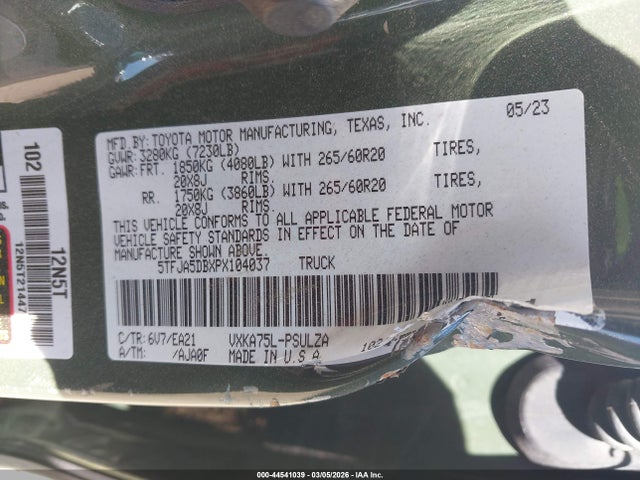 MFD.BY:TOYOTA MOTOR MANUFACTURING, TEXAS, INC. 05/23
GVWR: 3280KG (7230LB)
GAWR: FRT. 1850KG (4080LB) WITH 265/60R20 TIRES,
20X8J RIMS.
RR. 1750KG (3860LB) WITH 265/60R20 TIRES,
20X8J RIMS.
THIS VEHICLE CONFORMS TO ALL APPLICABLE FEDERAL MOTOR
VEHICLE SAFETY STANDARDS IN EFFECT ON THE DATE OF
MANUFACTURE SHOWN ABOVE.
5TFJA5DBXPX104037 TRUCK
C/TR: 6V7/EA21 VXKA75L-PSULZA
A/TM: /AJA0F MADE IN U.S.A.
102
12N5T
12N5T21447
000-44541039 - 03/05/2026 - IAA Inc.